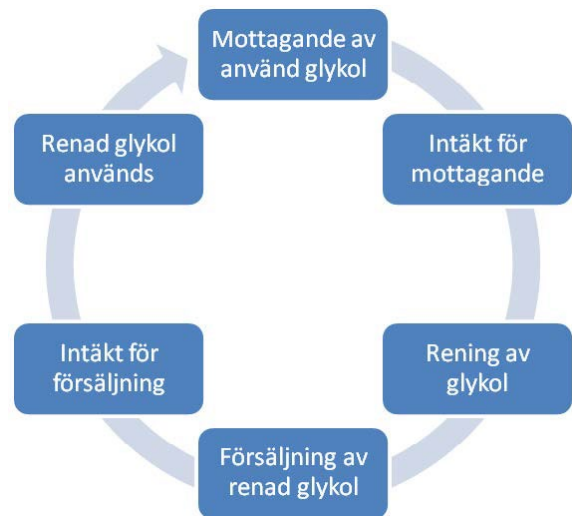 Mottagande av
använd glykol
Intäkt för
mottagande
Rening av
glykol
Försäljning av
renad glykol
Intäkt för
försäljning
Renad glykol
används